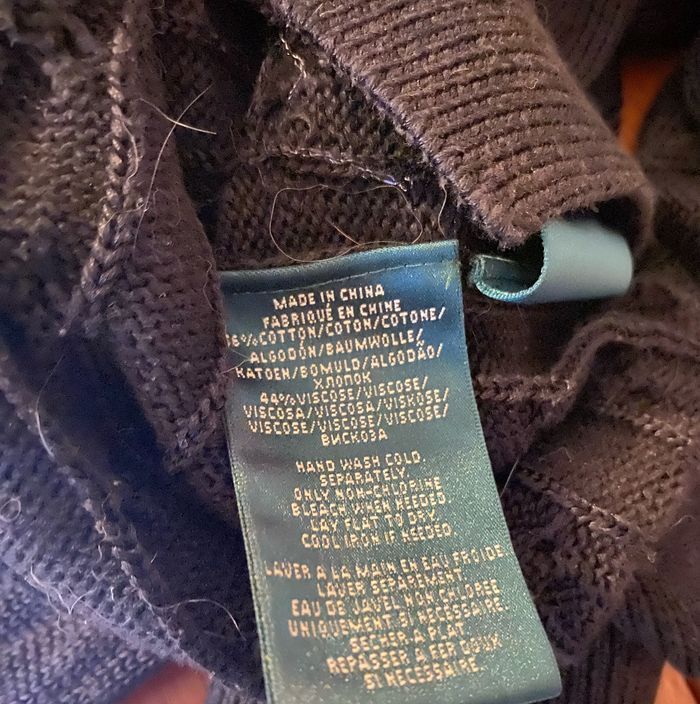 MADE IN CHINA
FABRIQUÉ EN CHINE
56%COTTON/COTON/COTONE/
ALGODÓN/BAUMWOLLE/
KATOEN/BOMULD/ALGODÃO/
ХЛОПОК
44%VISCOSE/VISCOSE/
VISCOSA/VISCOSA/VISKOSE/
VISCOSE/VISCOSE/VISCOSE/
ВИСКОЗА
HAND WASH COLD
SEPARATELY.
ONLY NON-CHLORINE
BLEACH WHEN NEEDED.
LAY FLAT TO DRY.
COOL IRON IF NEEDED.
LAVER A LA MAIN EN EAU FROIDE.
LAVER SEPAREMENT.
EAU DE JAVEL NON CHLOREE
UNIQUEMENT SI NECESSAIRE.
SECHER A PLAT
REPASSER A FER DOUX
SI NECESSAIRE.